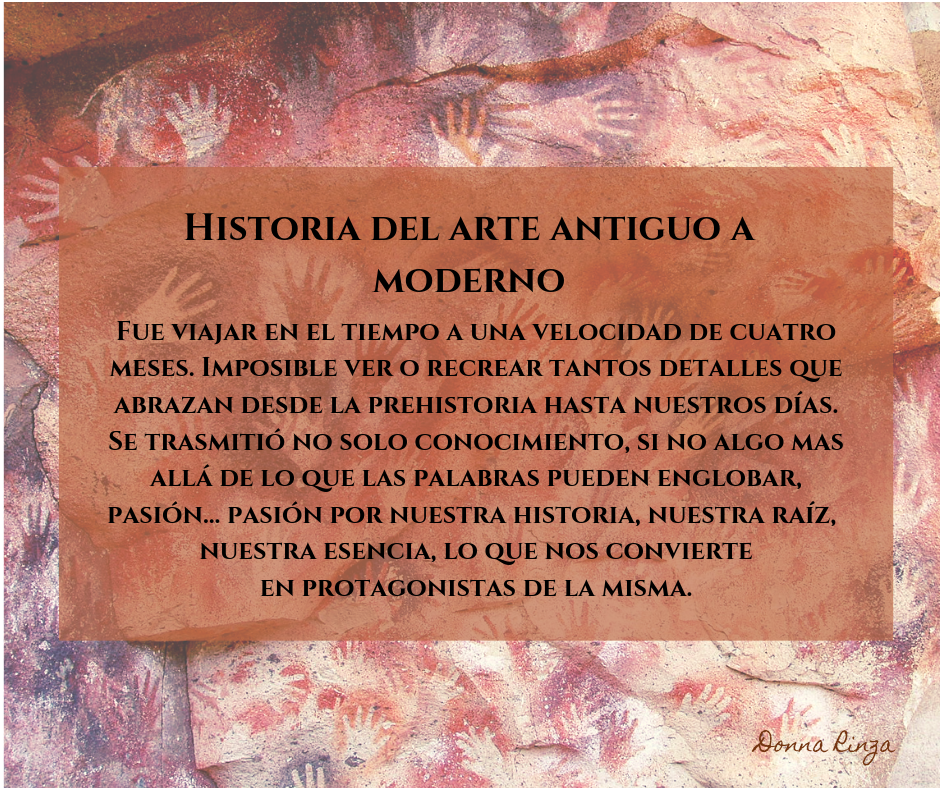 Historia del arte antiguo a
moderno
Fue viajar en el tiempo a una velocidad de cuatro
meses. Imposible ver o recrear tantos detalles que
abrazan desde la prehistoria hasta nuestros días.
Se trasmitió no solo conocimiento, si no algo mas
allá de lo que las palabras pueden englobar,
pasión... pasión por nuestra historia, nuestra raíz,
nuestra esencia, lo que nos convierte
en protagonistas de la misma.
Donna Rinza